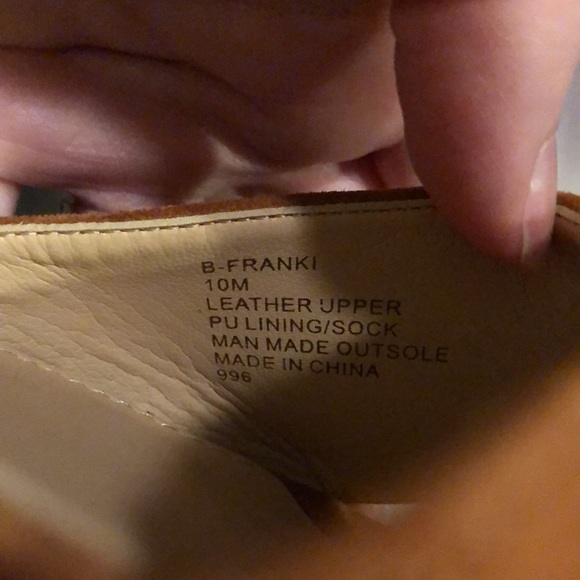 B-FRANKI
10M
LEATHER UPPER
PU LINING/SOCK
MAN MADE OUTSOLE
MADE IN CHINA
996